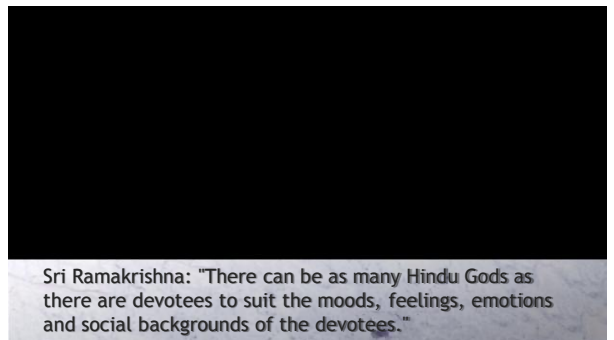 Sri Ramakrishna: "There can be as many Hindu Gods as
there are devotees to suit the moods, feelings, emotions
and social backgrounds of the devotees."